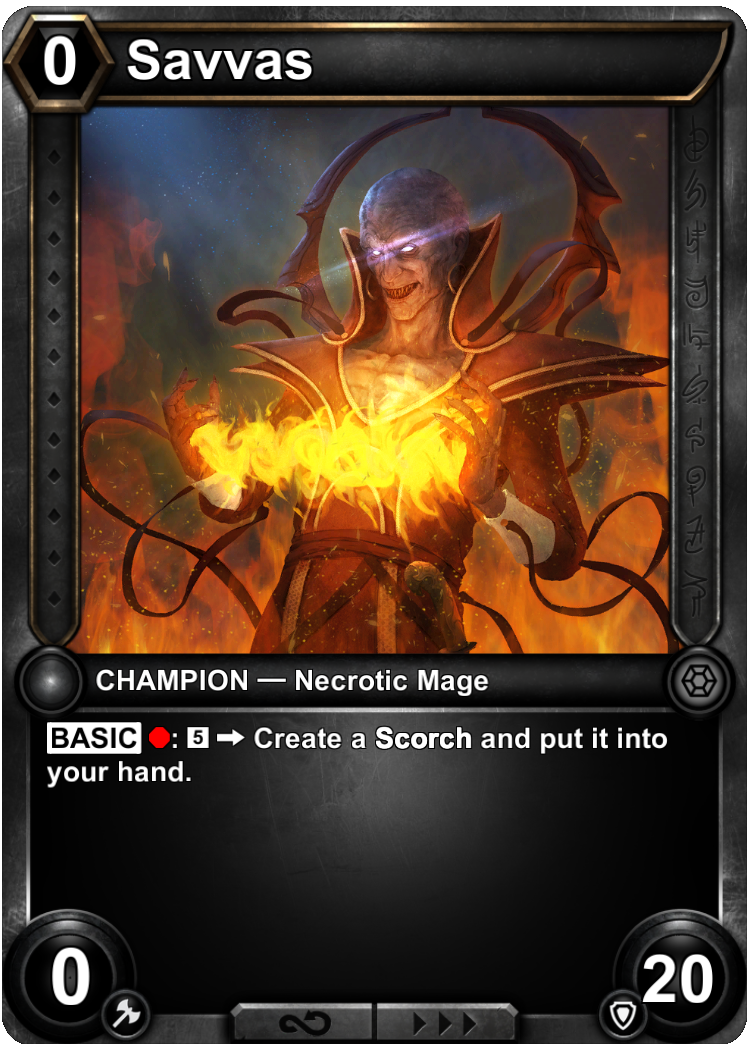 0 Savvas
CHAMPION — Necrotic Mage
BASIC : 5 ➞ Create a Scorch and put it into
your hand.
0 20